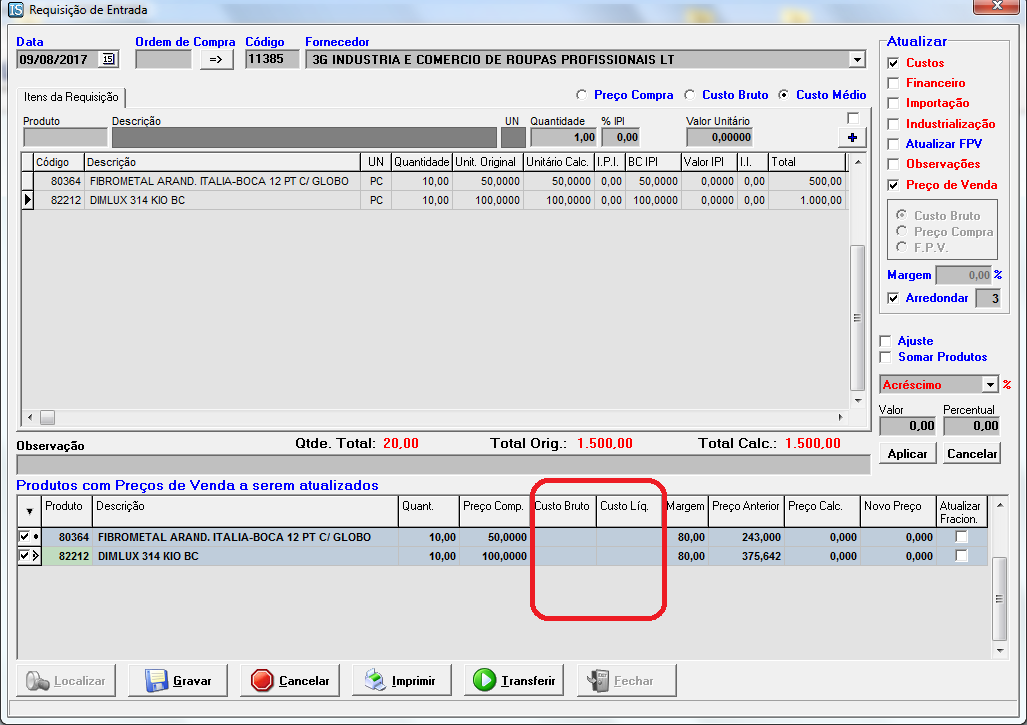 IS Requisição de Entrada
Data Ordem de Compra Código Fornecedor
09/08/2017 15 => 11385 3G INDUSTRIA E COMERCIO DE ROUPAS PROFISSIONAIS LT
Itens da Requisição
Preço Compra Custo Bruto Custo Médio
Produto Descrição UN Quantidade % IPI Valor Unitário
1,00 0,00 0,00000 +
Código Descrição UN Quantidade Unit. Original Unitário Calc. I.P.I. BC IPI Valor IPI I.I. Total
80364 FIBROMETAL ARAND. ITALIA-BOCA 12 PT C/ GLOBO PC 10,00 50,0000 50,0000 0,00 50,0000 0,0000 0,00 500,00
82212 DIMLUX 314 KIO BC PC 10,00 100,0000 100,0000 0,00 100,0000 0,0000 0,00 1.000,00
Atualizar
Custos
Financeiro
Importação
Industrialização
Atualizar FPV
Observações
Preço de Venda
Custo Bruto
Preço Compra
F.P.V.
Margem 0,00 %
Arredondar 3
Ajuste
Somar Produtos
Acréscimo %
Valor Percentual
0,00 0,00
Aplicar Cancelar
Observação Qtde. Total: 20,00 Total Orig.: 1.500,00 Total Calc.: 1.500,00
Produtos com Preços de Venda a serem atualizados
Produto Descrição Quant. Preço Comp. Custo Bruto Custo Líq. Margem Preço Anterior Preço Calc. Novo Preço Atualizar
Fracion.
80364 FIBROMETAL ARAND. ITALIA-BOCA 12 PT C/ GLOBO 10,00 50,0000 80,00 243,000 0,000 0,000
82212 DIMLUX 314 KIO BC 10,00 100,0000 80,00 375,642 0,000 0,000
Localizar Gravar Cancelar Imprimir Transferir Fechar